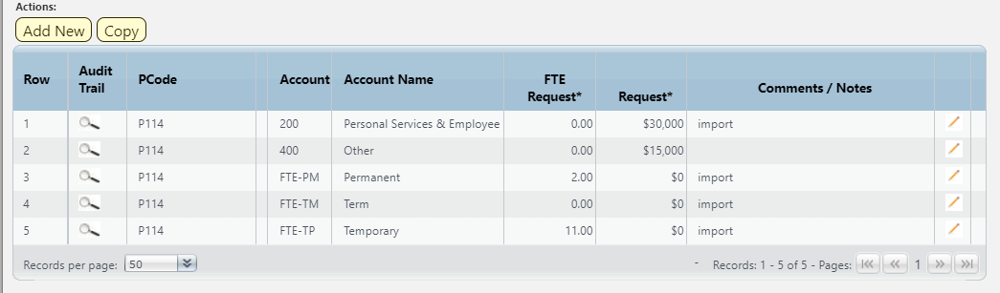 Actions:
Add New Copy
Row Audit Trail PCode Account Account Name FTE Request* Request* Comments / Notes
1 P114 200 Personal Services & Employee 0.00 $30,000 import
2 P114 400 Other 0.00 $15,000
3 P114 FTE-PM Permanent 2.00 $0 import
4 P114 FTE-TM Term 0.00 $0 import
5 P114 FTE-TP Temporary 11.00 $0 import
Records per page: 50 - Records: 1 - 5 of 5 - Pages: 1